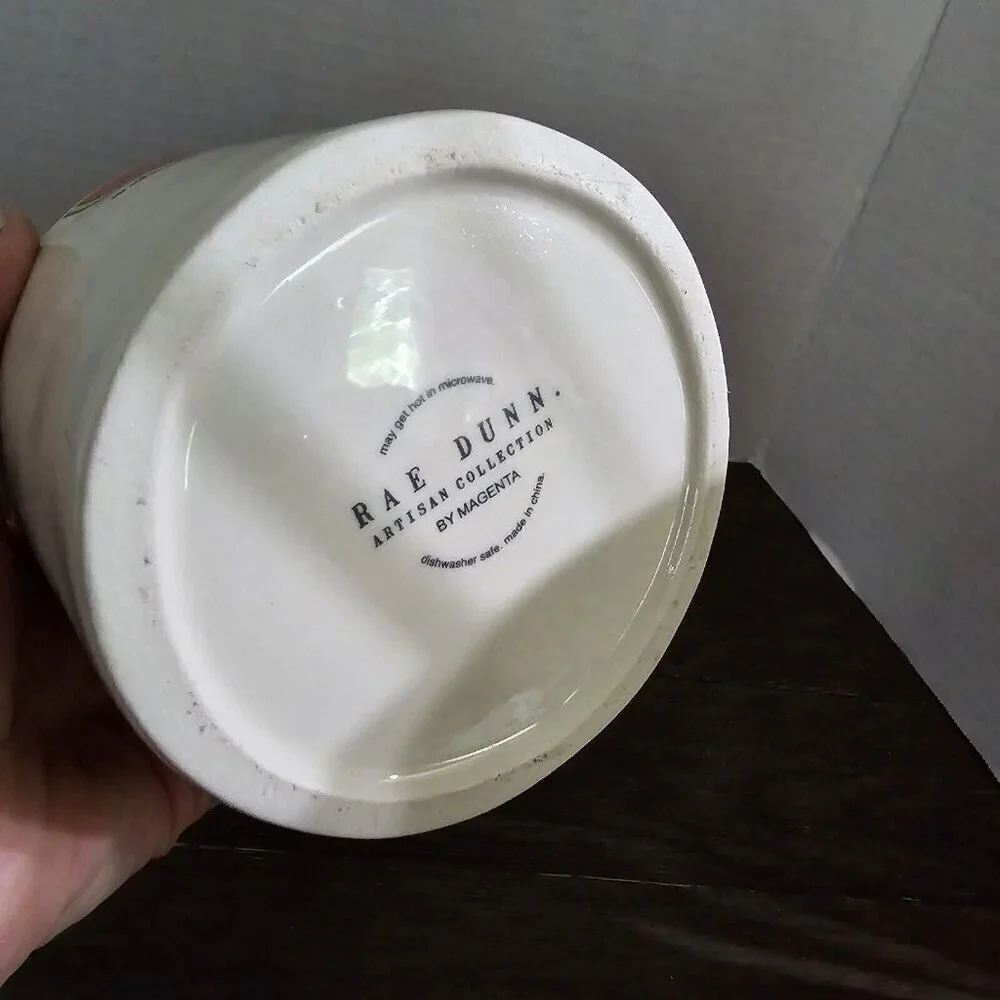 may get hot in microwave.
RAE DUNN.
ARTISAN COLLECTION
BY MAGENTA
dishwasher safe. made in china.